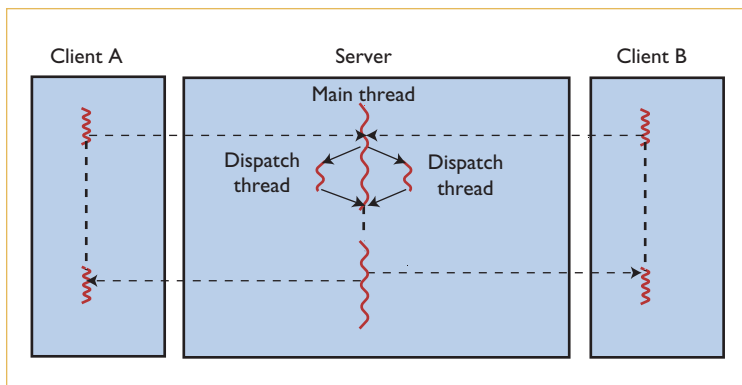 Client A
Server
Client B
Main thread
Dispatch
thread
Dispatch
thread